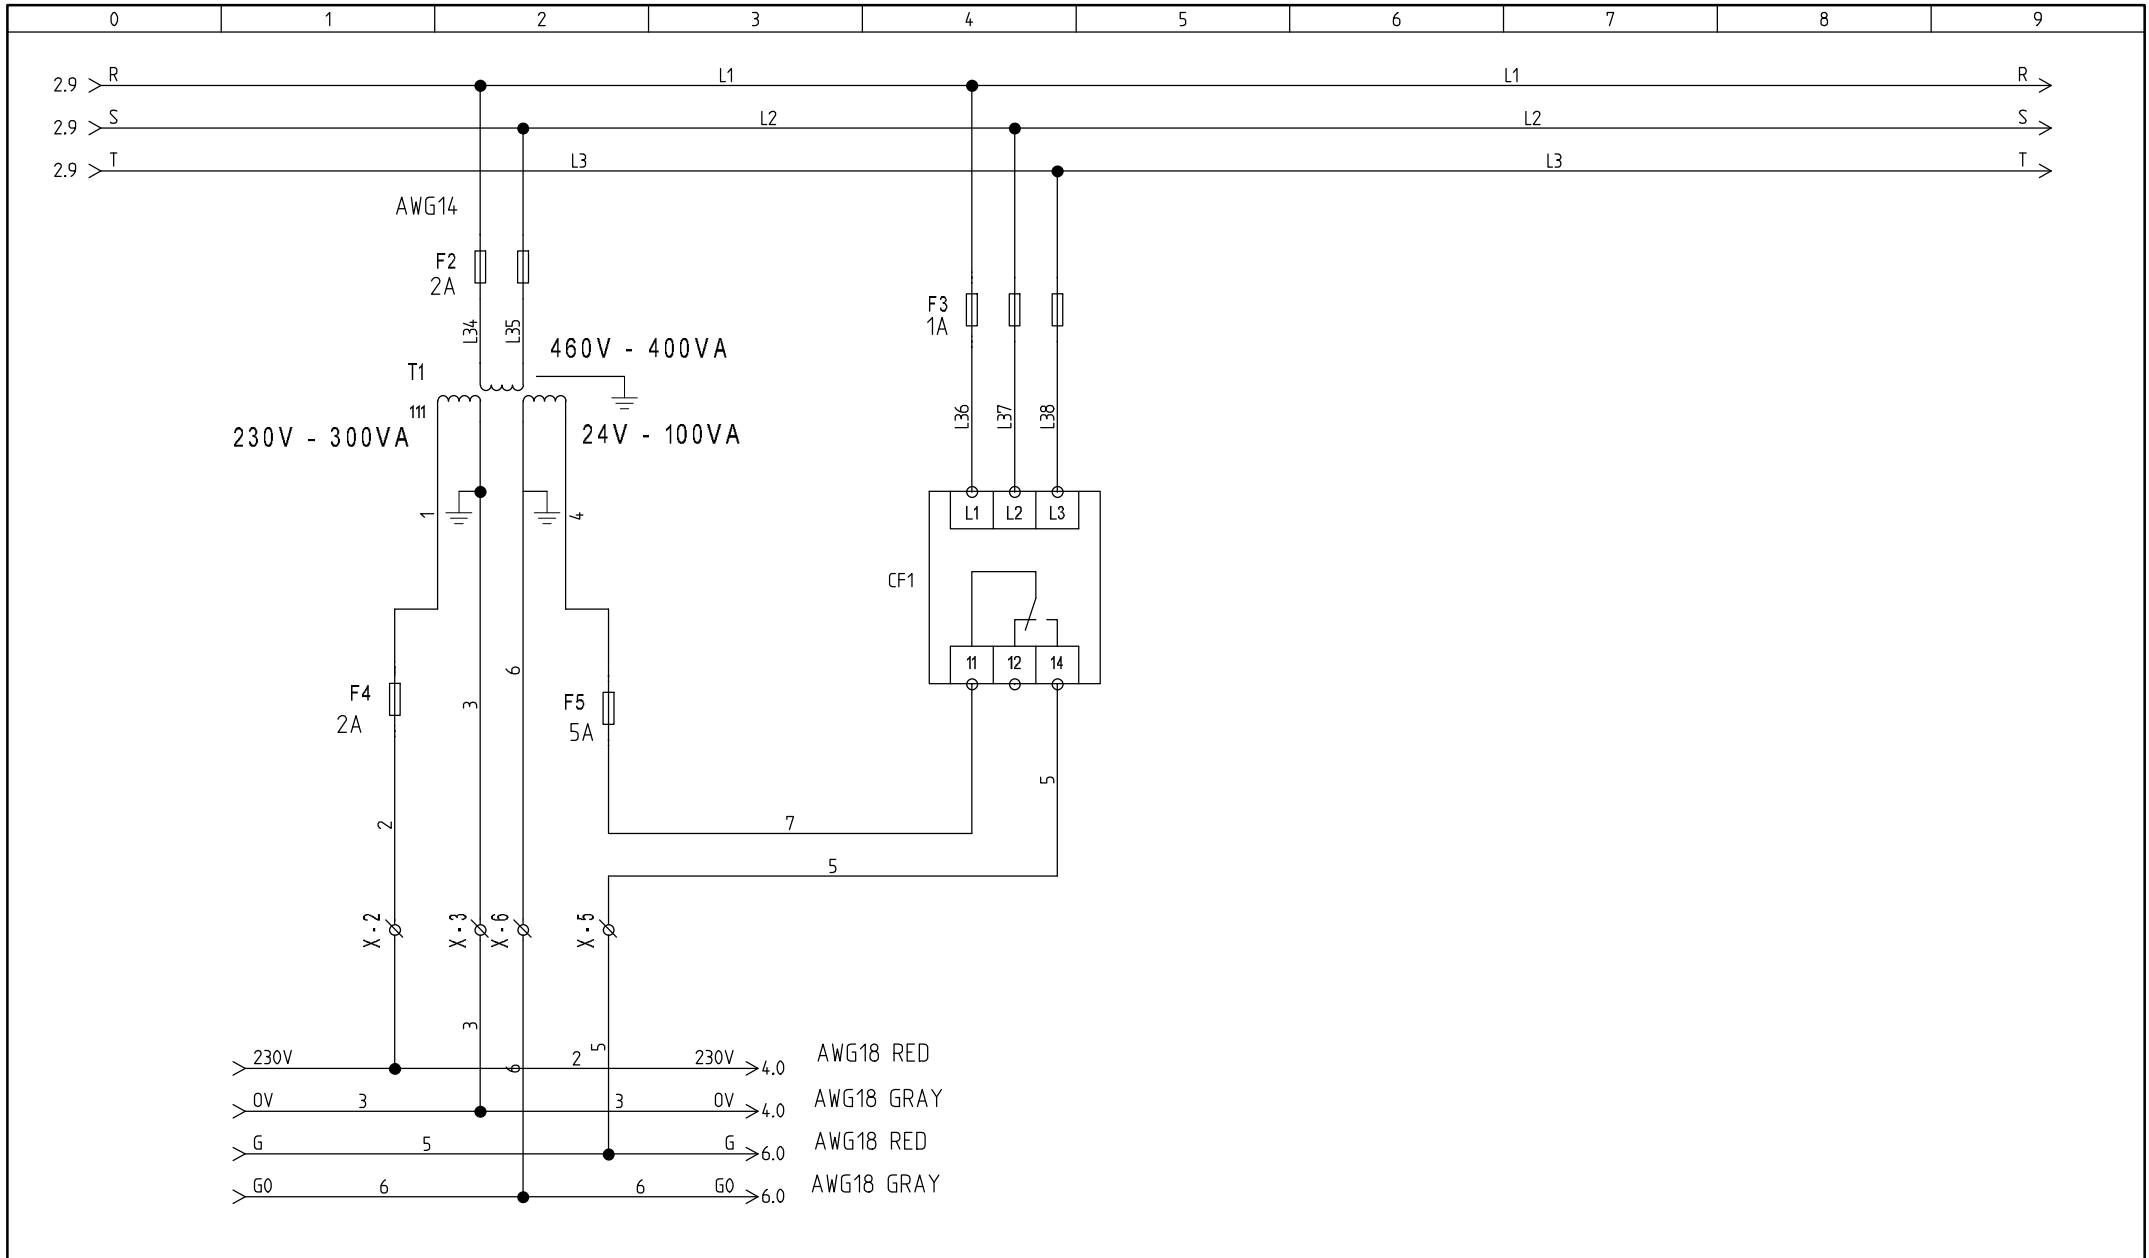 0 1 2 3 4 5 6 7 8 9
2.9 R L1 L1 R
2.9 S L2 L2 S
2.9 T L3 L3 T
AWG14
F2
2A
F3
1A
L34 L35
460V - 400VA
T1
111
230V - 300VA
24V - 100VA
L36 L37 L38
1 4
L1 L2 L3
CF1
11 12 14
6
F4
2A
3
F5
5A
5
2
7
5
X-2 X-3 X-6 X-5
3
5
6
230V 2 230V 4.0 AWG18 RED
0V 3 3 0V 4.0 AWG18 GRAY
G 5 G 6.0 AWG18 RED
G0 6 6 G0 6.0 AWG18 GRAY